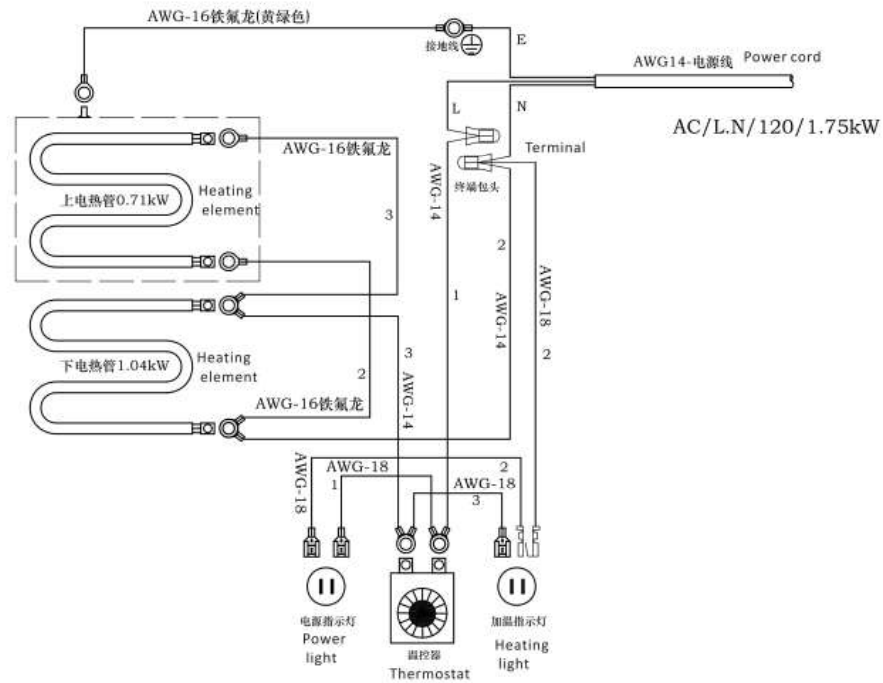 AWG-16铁氟龙(黄绿色)
接地线
E
AWG14-电源线 Power cord
L
N
AC/L.N/120/1.75kW
AWG-16铁氟龙
Terminal
终端包头
上电热管0.71kW
Heating
element
3
AWG-14
2
1
AWG-14
AWG-18
2
下电热管1.04kW
Heating
element
2
3
AWG-14
AWG-16铁氟龙
AWG-18
AWG-18
1
2
AWG-18
3
电源指示灯
Power
light
温控器
Thermostat
加温指示灯
Heating
light